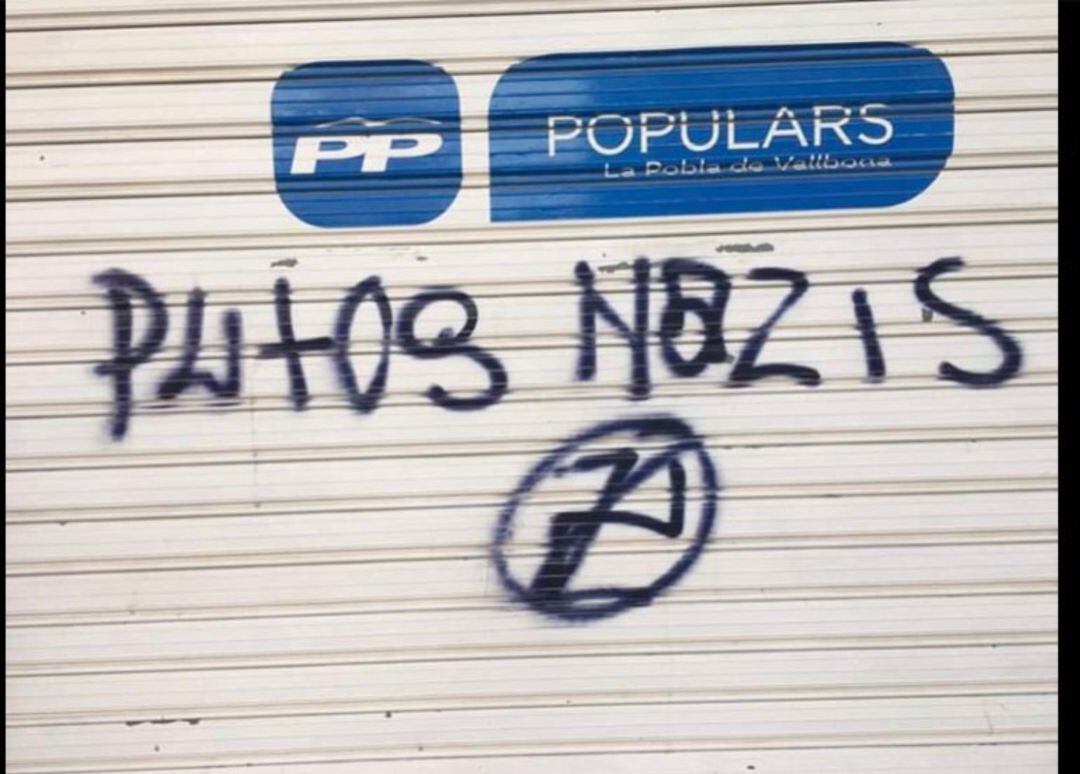 PP
POPULARS
La Pobla de Vallbona
PUtOS NaZiS